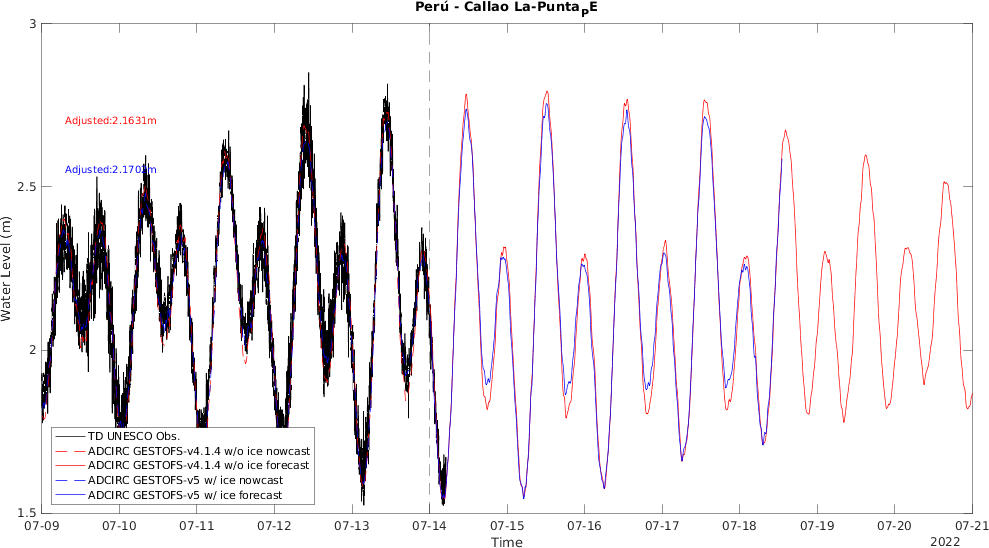 Perú - Callao La-PuntapE
3
2.5
2
1.5
Water Level (m)
Adjusted:2.1631m
Adjusted:2.170 m
TD UNESCO Obs.
ADCIRC GESTOFS-v4.1.4 w/o ice nowcast
ADCIRC GESTOFS-v4.1.4 w/o ice forecast
ADCIRC GESTOFS-v5 w/ ice nowcast
ADCIRC GESTOFS-v5 w/ ice forecast
07-09 07-10 07-11 07-12 07-13 07-14 07-15 07-16 07-17 07-18 07-19 07-20 07-21
Time
2022